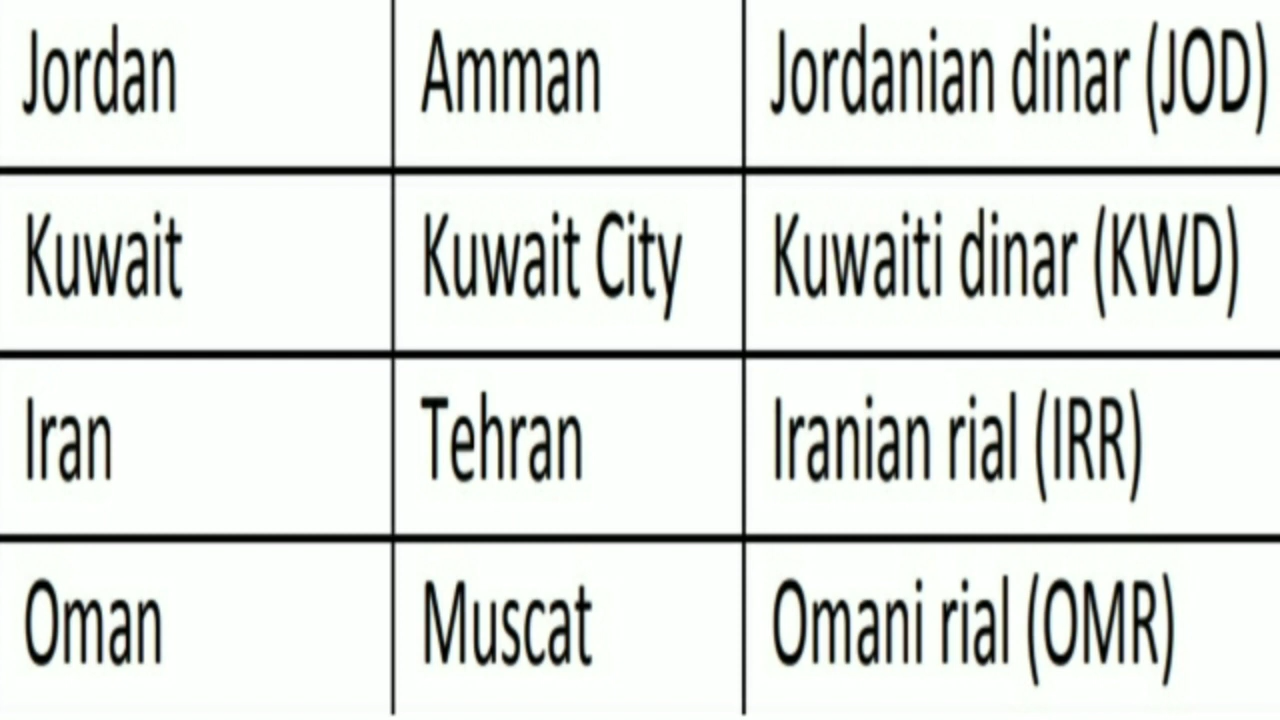 Jordan Amman Jordanian dinar (JOD)
Kuwait Kuwait City Kuwaiti dinar (KWD)
Iran Tehran Iranian rial (IRR)
Oman Muscat Omani rial (OMR)